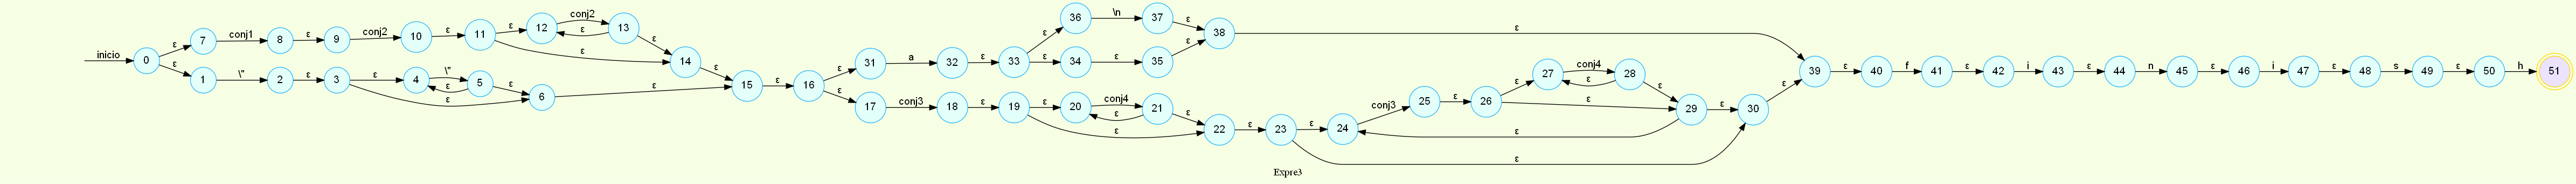 inicio
0
ε
7
conj1
8
ε
9
conj2
10
ε
11
ε
12
conj2
13
ε
ε
ε
14
ε
1
\"
2
ε
3
ε
4
\"
5
ε
ε
ε
6
ε
ε
15
ε
16
ε
31
a
32
ε
33
ε
36
\n
37
ε
38
ε
34
ε
35
ε
ε
ε
17
conj3
18
ε
19
ε
20
conj4
21
ε
ε
ε
22
ε
23
ε
24
conj3
25
ε
26
ε
27
conj4
28
ε
ε
ε
29
ε
30
ε
ε
ε
39
ε
40
f
41
ε
42
i
43
ε
44
n
45
ε
46
i
47
ε
48
s
49
ε
50
h
51
Expre3